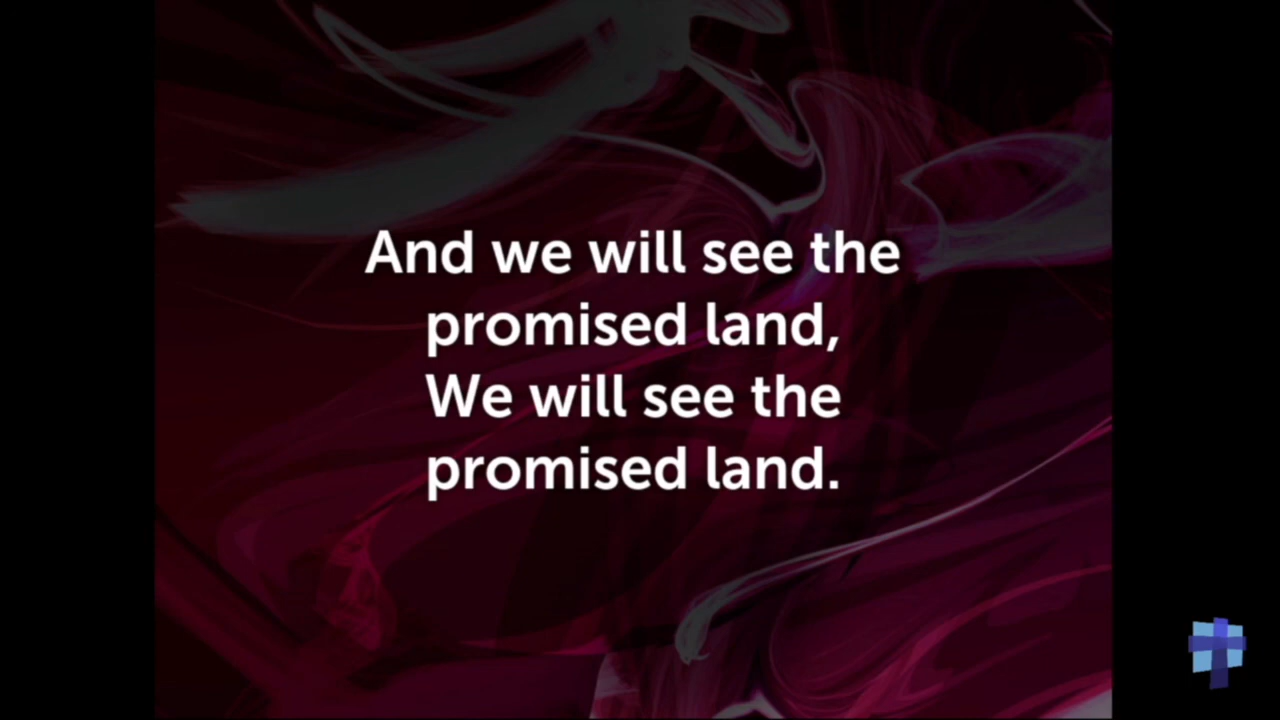 And we will see the
promised land,
We will see the
promised land.